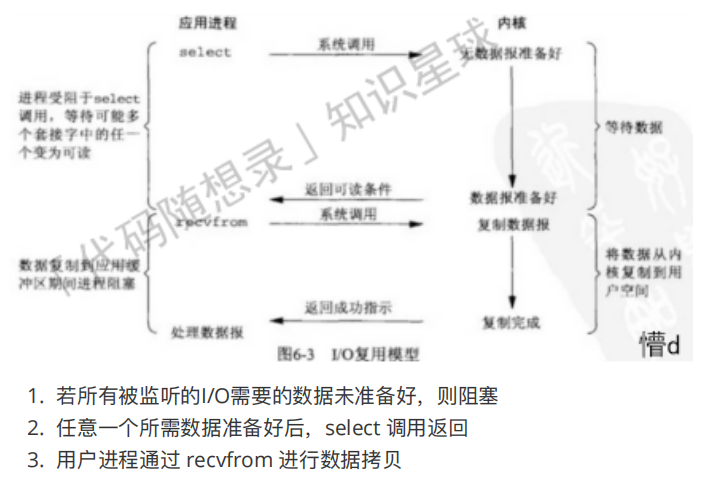 应用进程
内核
select
系统调用
无数据报准备好
进程受阻于select
调用，等待可能多
个套接字中的任一
个变为可读
等待数据
返回可读条件
数据报准备好
recvfrom
系统调用
复制数据报
数据复制到应用缓
冲区期间进程阻塞
将数据从内
核复制到用
户空间
返回成功指示
处理数据报
复制完成
图6-3 I/O复用模型
「代码随想录」知识星球
懵d
1. 若所有被监听的I/O需要的数据未准备好，则阻塞
2. 任意一个所需数据准备好后，select 调用返回
3. 用户进程通过 recvfrom 进行数据拷贝